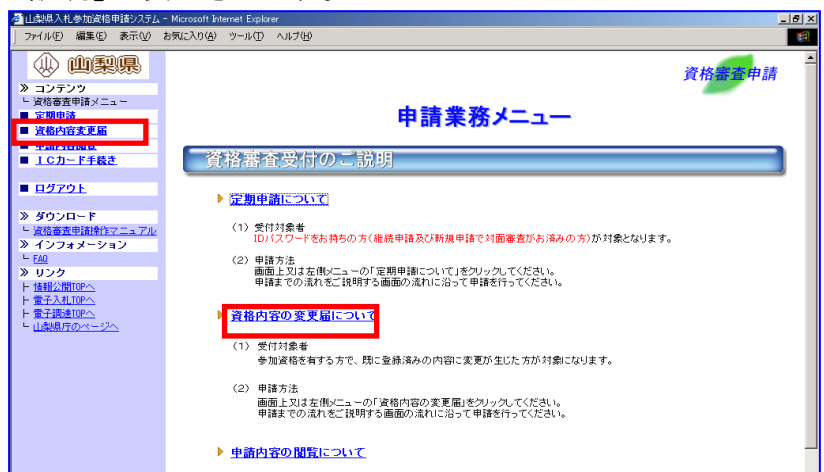 山梨県入札参加資格申請システム - Microsoft Internet Explorer
ファイル(F) 編集(E) 表示(V) お気に入り(A) ツール(T) ヘルプ(H)
山梨県
資格審査申請
≫ コンテンツ
└ 資格審査申請メニュー
■ 定期申請
■ 資格内容変更届
■ 申請内容閲覧
■ ICカード手続き
■ ログアウト
≫ ダウンロード
└ 資格審査申請操作マニュアル
≫ インフォメーション
└ FAQ
≫ リンク
├ 情報公開TOPへ
├ 電子入札TOPへ
├ 電子調達TOPへ
└ 山梨県庁のページへ
申請業務メニュー
資格審査受付のご説明
定期申請について
(1) 受付対象者
ID/パスワードをお持ちの方(継続申請及び新規申請で対面審査がお済みの方)が対象となります。
(2) 申請方法
画面上又は左側メニューの「定期申請について」をクリックしてください。
申請までの流れをご説明する画面の流れに沿って申請を行ってください。
資格内容の変更届について
(1) 受付対象者
参加資格を有する方で、既に登録済みの内容に変更が生じた方が対象になります。
(2) 申請方法
画面上又は左側メニューの「資格内容の変更届」をクリックしてください。
申請までの流れをご説明する画面の流れに沿って申請を行ってください。
申請内容の閲覧について